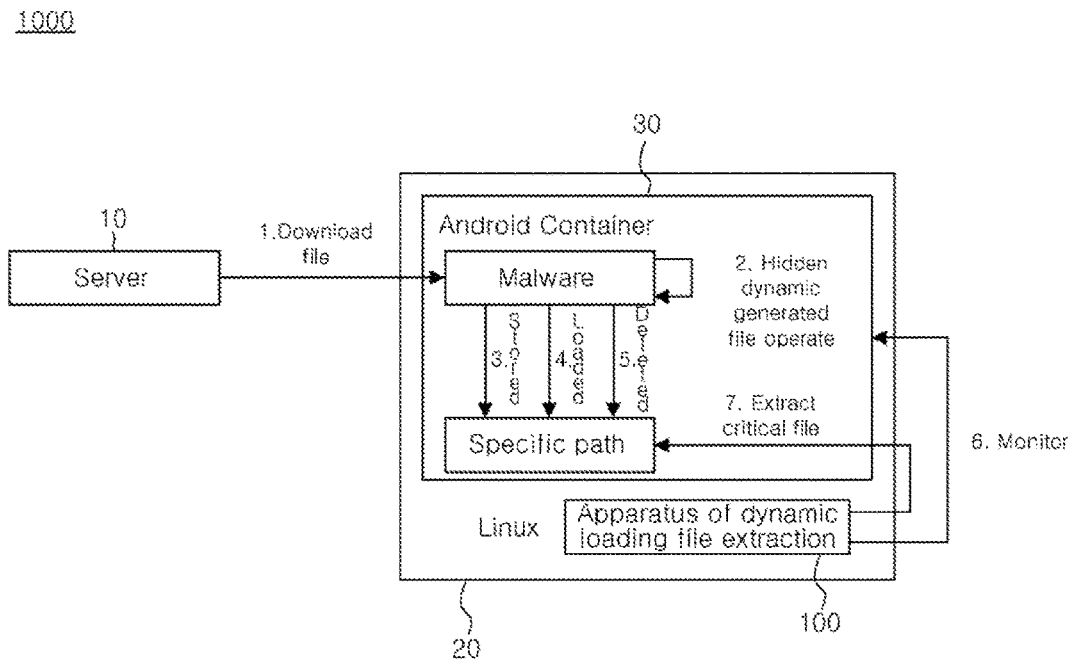 1000
30
10
Android Container
1.Download
file
Server
Malware
2. Hidden
dynamic
generated
file operate
3. Stored
4. Loaded
5. Deleted
7. Extract
critical file
Specific path
6. Monitor
Linux
Apparatus of dynamic
loading file extraction
100
20